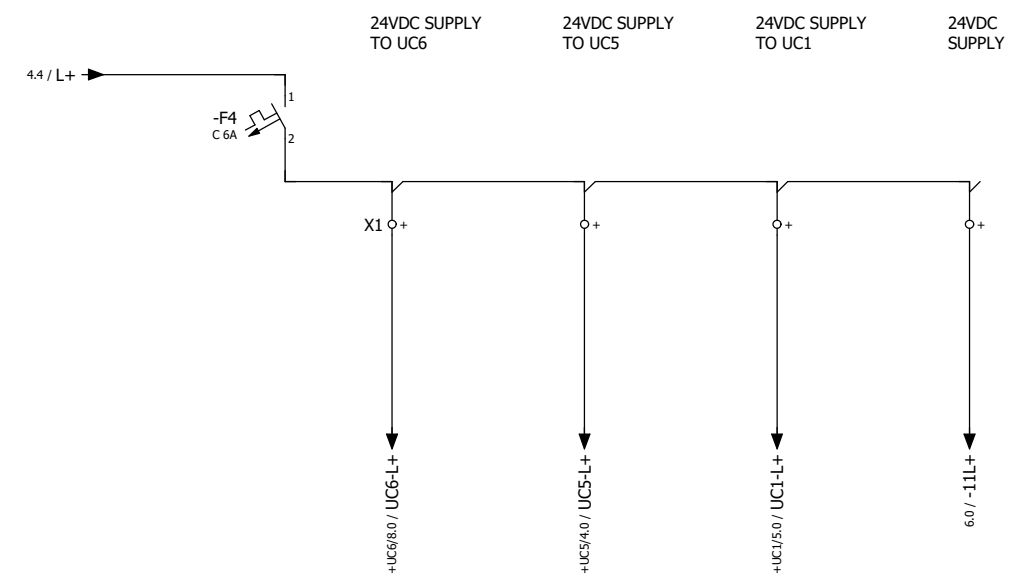 24VDC SUPPLY
TO UC6
24VDC SUPPLY
TO UC5
24VDC SUPPLY
TO UC1
24VDC
SUPPLY
4.4 / L+
1
-F4
C 6A
2
X1 +
+
+
+
+UC6/8.0 / UC6-L+
+UC5/4.0 / UC5-L+
+UC1/5.0 / UC1-L+
6.0 / -11L+